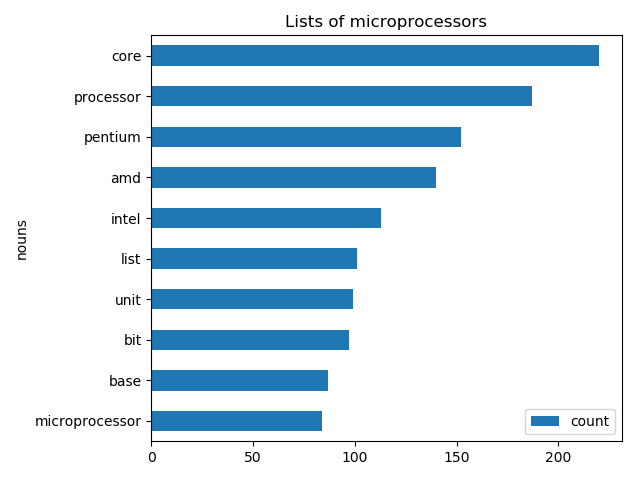 Lists of microprocessors
core
processor
pentium
amd
intel
list
unit
bit
base
microprocessor
nouns
0 50 100 150 200
count